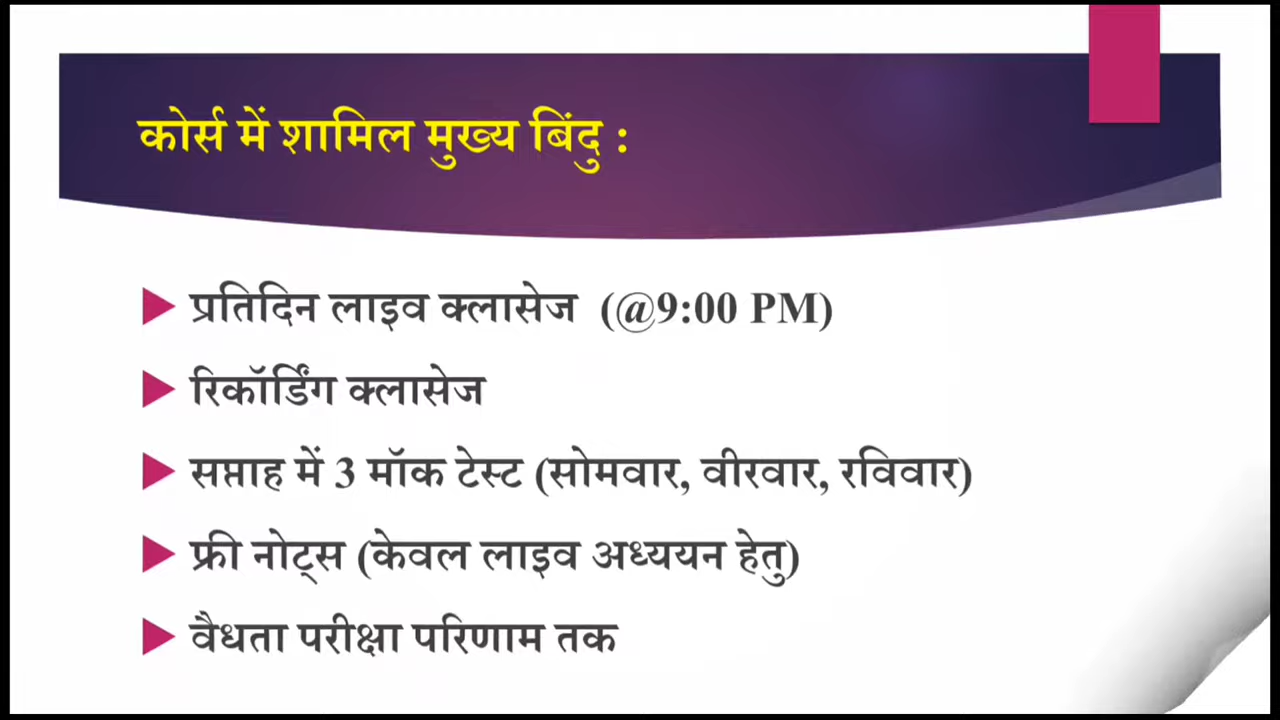 कोर्स में शामिल मुख्य बिंदु :
प्रतिदिन लाइव क्लासेज (@9:00 PM)
रिकॉर्डिंग क्लासेज
सप्ताह में 3 मॉक टेस्ट (सोमवार, वीरवार, रविवार)
फ्री नोट्स (केवल लाइव अध्ययन हेतु)
वैधता परीक्षा परिणाम तक